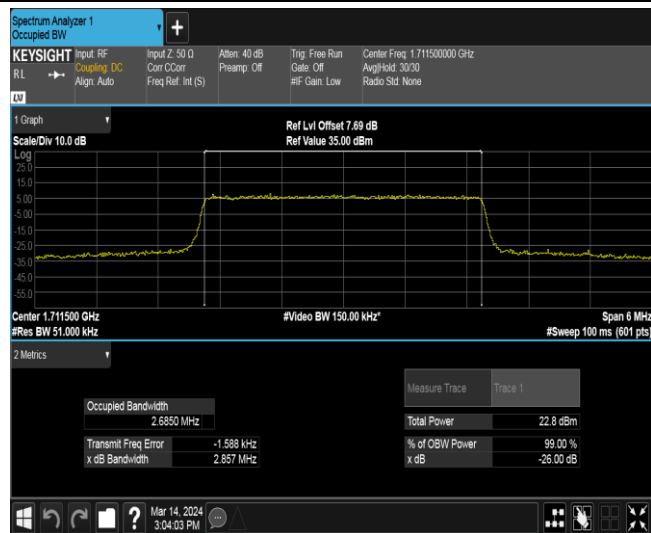 Spectrum Analyzer 1
Occupied BW
+
KEYSIGHT
RL
LXI
Input: RF
Coupling: DC
Align: Auto
Input Z: 50 Ω
Corr CCorr
Freq Ref: Int (S)
Atten: 40 dB
Preamp: Off
Trig: Free Run
Gate: Off
#IF Gain: Low
Center Freq: 1.711500000 GHz
Avg|Hold: 30/30
Radio Std: None
1 Graph
Scale/Div 10.0 dB
Ref Lvl Offset 7.69 dB
Ref Value 35.00 dBm
Log
25.0
15.0
5.00
-5.00
-15.0
-25.0
-35.0
-45.0
-55.0
Center 1.711500 GHz
#Video BW 150.00 kHz*
Span 6 MHz
#Res BW 51.000 kHz
#Sweep 100 ms (601 pts)
2 Metrics
Measure Trace
Trace 1
Occupied Bandwidth
2.6850 MHz
Total Power
22.8 dBm
Transmit Freq Error
-1.588 kHz
% of OBW Power
99.00 %
x dB Bandwidth
2.857 MHz
x dB
-26.00 dB
?
Mar 14, 2024
3:04:03 PM